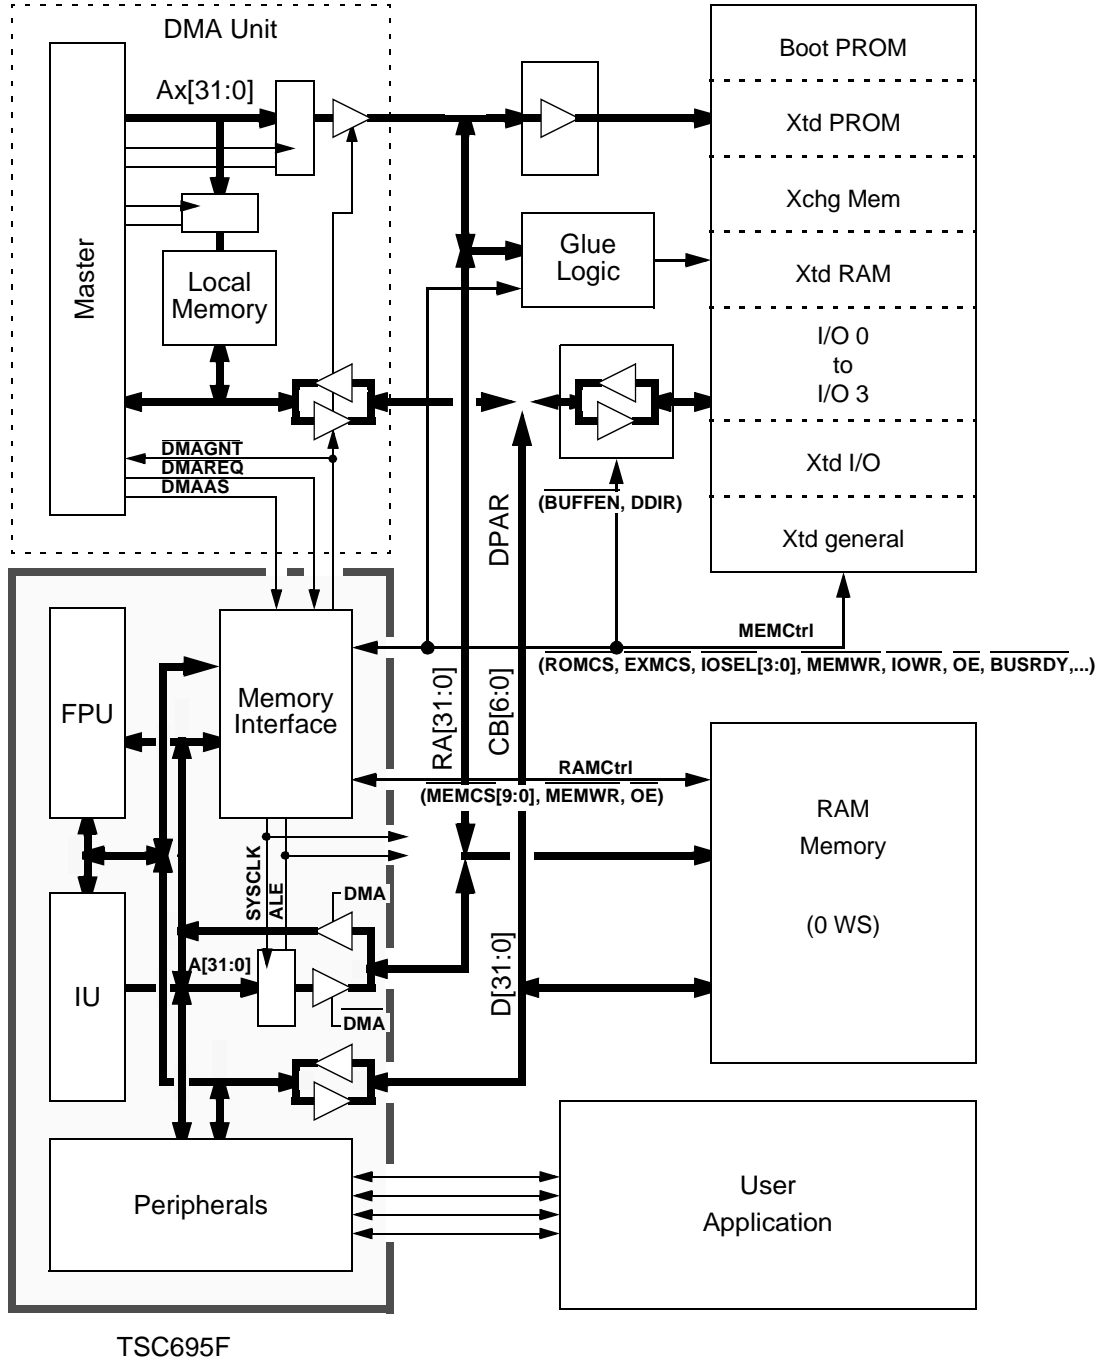 DMA Unit
Boot PROM
Ax[31:0]
Xtd PROM
Xchg Mem
Master
Glue
Logic
Local
Memory
Xtd RAM
I/O 0
to
I/O 3
DMAGNT
DMAREQ
DMAAS
Xtd I/O
(BUFFEN, DDIR)
DPAR
Xtd general
MEMCtrl
(ROMCS, EXMCS, IOSEL[3:0], MEMWR, IOWR, OE, BUSRDY,...)
FPU
Memory
Interface
RA[31:0]
CB[6:0]
RAMCtrl
(MEMCS[9:0], MEMWR, OE)
RAM
Memory
(0 WS)
SYSCLK
ALE
DMA
A[31:0]
IU
DMA
D[31:0]
Peripherals
User
Application
TSC695F